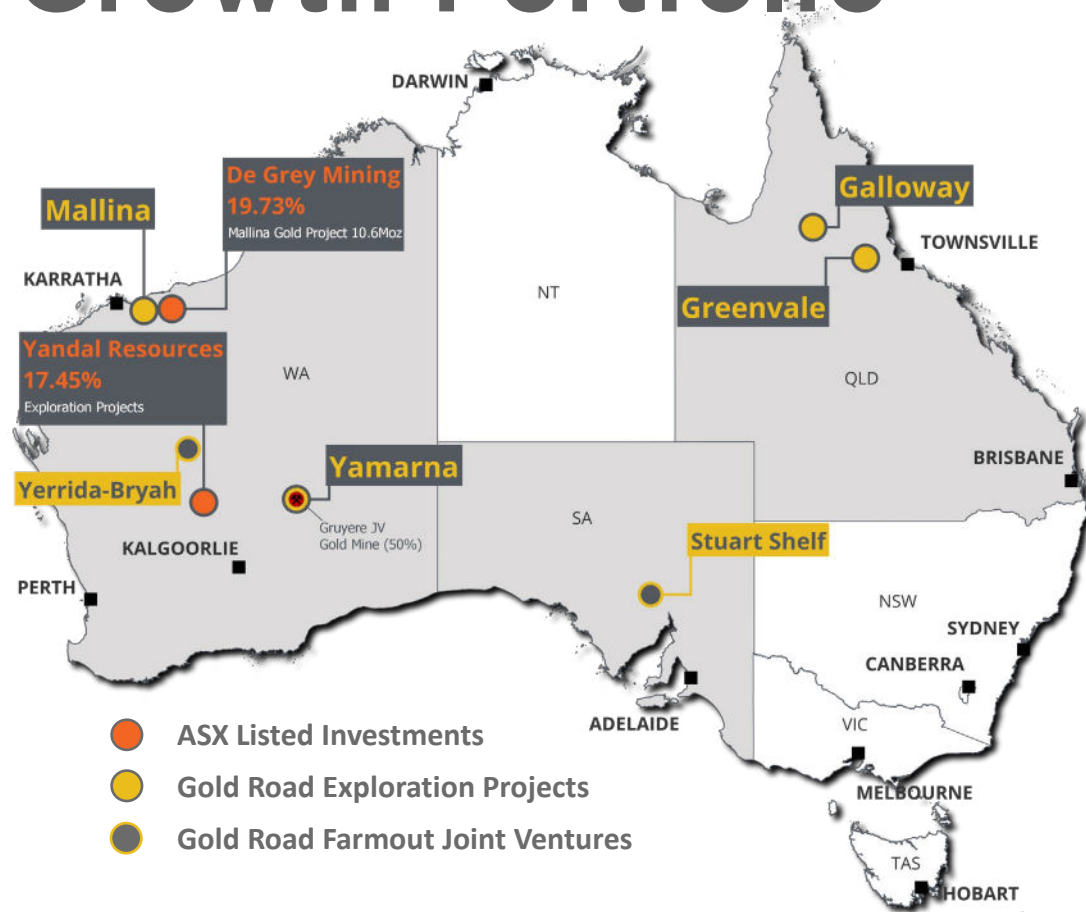 Growth Portfolio
DARWIN
De Grey Mining
19.73%
Mallina Gold Project 10.6Moz
Mallina
Galloway
KARRATHA
TOWNSVILLE
Greenvale
NT
Yandal Resources
17.45%
Exploration Projects
WA
QLD
BRISBANE
Yamarna
Yerrida-Bryah
Gruyere JV
Gold Mine (50%)
SA
Stuart Shelf
KALGOORLIE
PERTH
NSW
SYDNEY
CANBERRA
ADELAIDE
VIC
MELBOURNE
TAS
HOBART
ASX Listed Investments
Gold Road Exploration Projects
Gold Road Farmout Joint Ventures